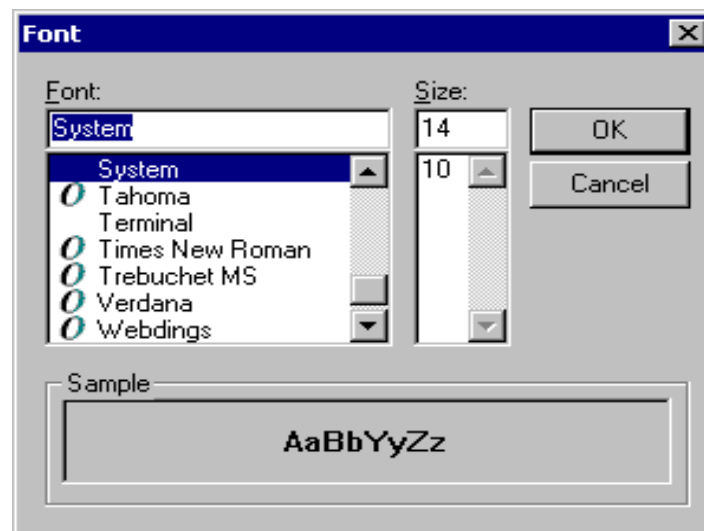 Font
Font:
Size:
System
14
OK
System
10
Cancel
Tahoma
Terminal
Times New Roman
Trebuchet MS
Verdana
Webdings
Sample
AaBbYyZz